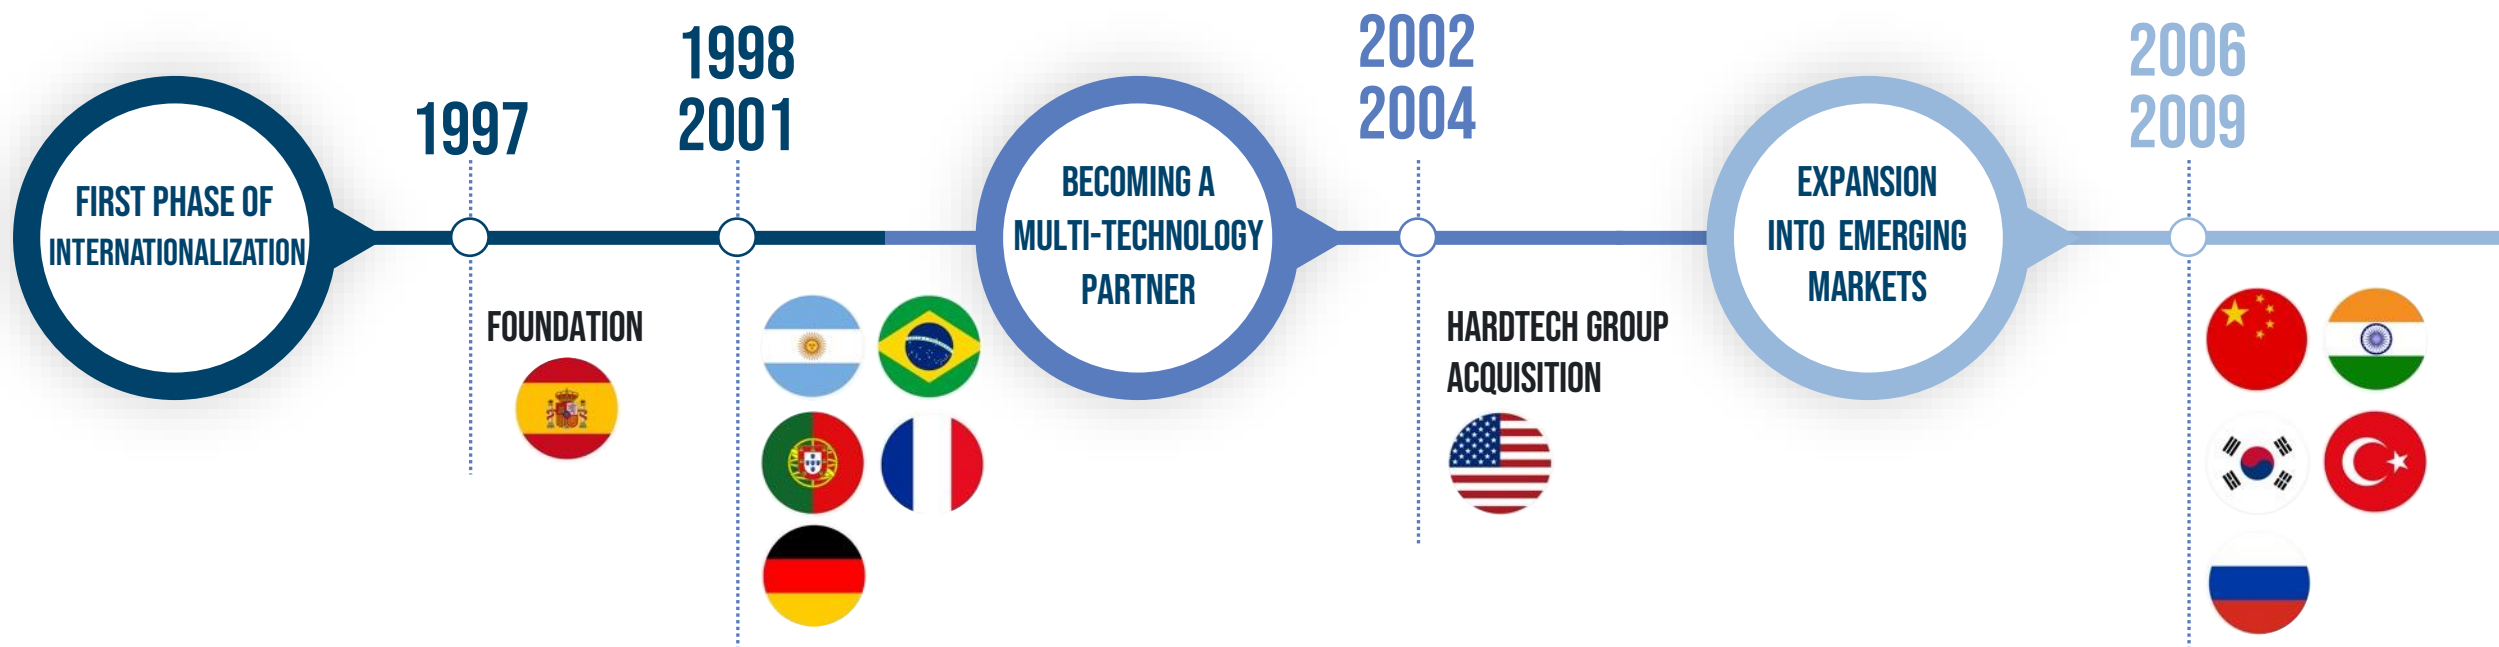 FIRST PHASE OF
INTERNATIONALIZATION
1997
FOUNDATION
1998
2001
BECOMING A
MULTI-TECHNOLOGY
PARTNER
2002
2004
HARDTECH GROUP
ACQUISITION
EXPANSION
INTO EMERGING
MARKETS
2006
2009